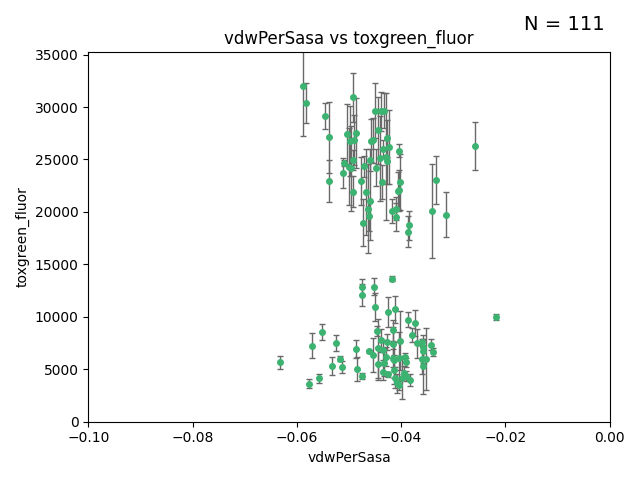 N = 111
vdwPerSasa vs toxgreen_fluor
35000
30000
25000
20000
15000
10000
5000
0
toxgreen_fluor
−0.10 −0.08 −0.06 −0.04 −0.02 0.00
vdwPerSasa